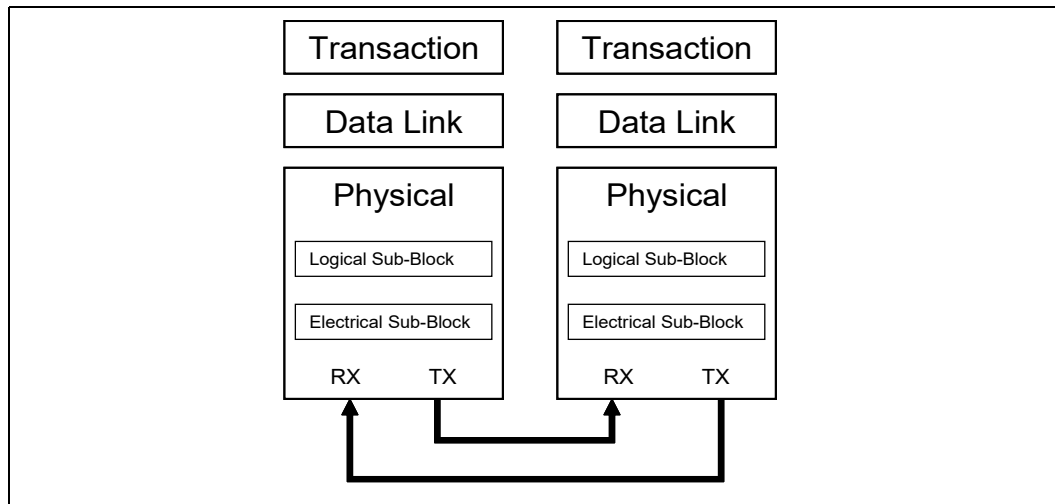 Transaction
Transaction
Data Link
Data Link
Physical
Physical
Logical Sub-Block
Logical Sub-Block
Electrical Sub-Block
Electrical Sub-Block
RX TX
RX TX